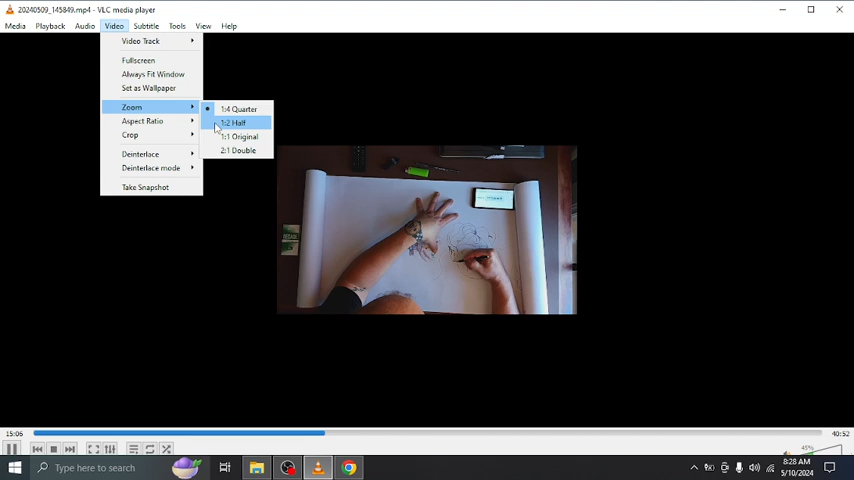 20240509_145849.mp4 - VLC media player
Media Playback Audio Video Subtitle Tools View Help
Video Track
Fullscreen
Always Fit Window
Set as Wallpaper
Zoom
Aspect Ratio
Crop
Deinterlace
Deinterlace mode
Take Snapshot
1:4 Quarter
1:2 Half
1:1 Original
2:1 Double
15:06
40:52
45%
Type here to search
8:28 AM
5/10/2024